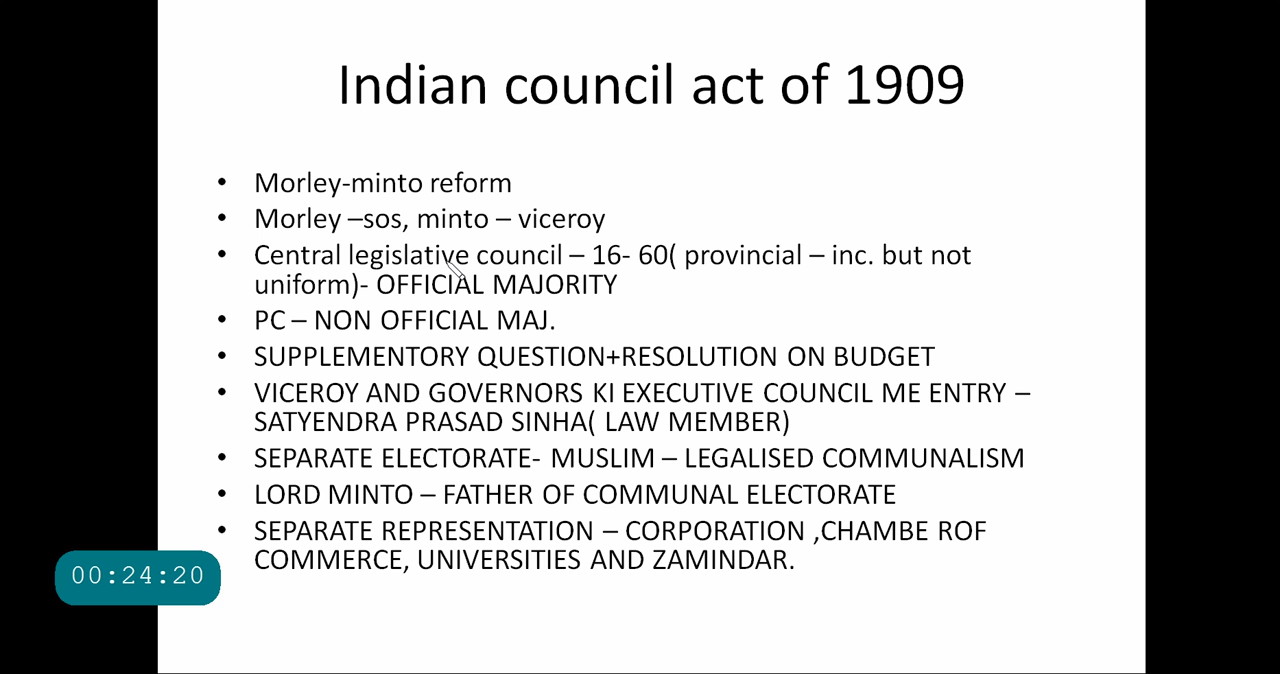 Indian council act of 1909
• Morley-minto reform
• Morley –sos, minto – viceroy
• Central legislative council – 16- 60( provincial – inc. but not
uniform)- OFFICIAL MAJORITY
• PC – NON OFFICIAL MAJ.
• SUPPLEMENTORY QUESTION+RESOLUTION ON BUDGET
• VICEROY AND GOVERNORS KI EXECUTIVE COUNCIL ME ENTRY –
SATYENDRA PRASAD SINHA( LAW MEMBER)
• SEPARATE ELECTORATE- MUSLIM – LEGALISED COMMUNALISM
• LORD MINTO – FATHER OF COMMUNAL ELECTORATE
• SEPARATE REPRESENTATION – CORPORATION ,CHAMBE ROF
COMMERCE, UNIVERSITIES AND ZAMINDAR.
00:24:20